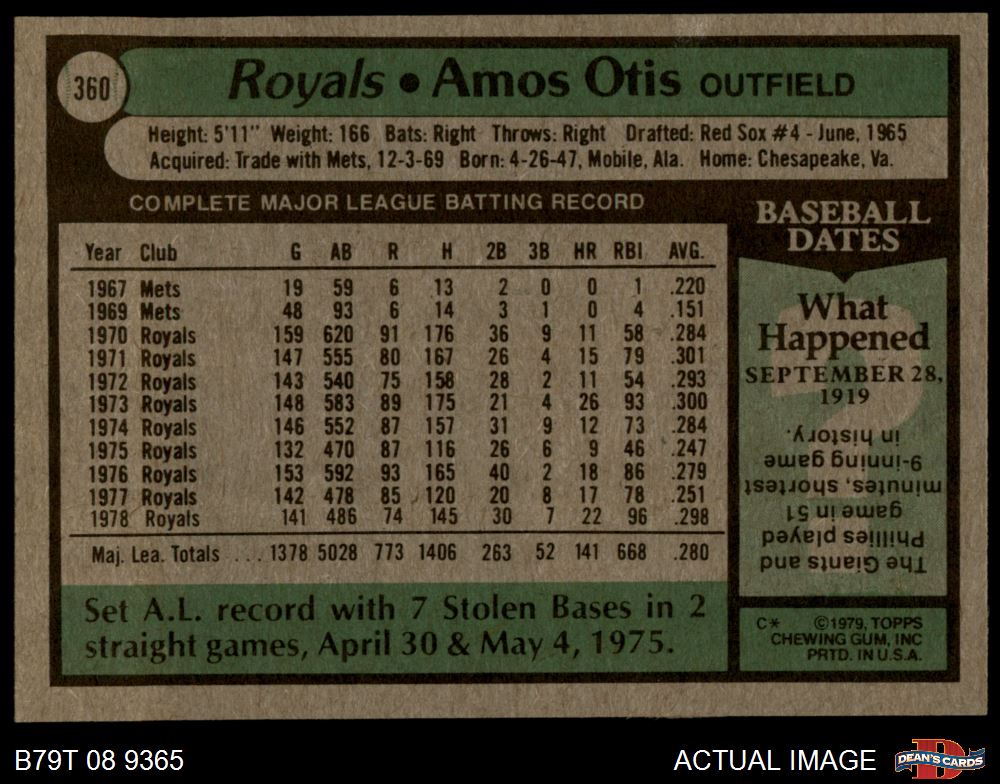 360
Royals • Amos Otis OUTFIELD
Height: 5'11" Weight: 166 Bats: Right Throws: Right Drafted: Red Sox #4 - June, 1965
Acquired: Trade with Mets, 12-3-69 Born: 4-26-47, Mobile, Ala. Home: Chesapeake, Va.
COMPLETE MAJOR LEAGUE BATTING RECORD
Year Club G AB R H 2B 3B HR RBI AVG.
1967 Mets 19 59 6 13 2 0 0 1 .220
1969 Mets 48 93 6 14 3 1 0 4 .151
1970 Royals 159 620 91 176 36 9 11 58 .284
1971 Royals 147 555 80 167 26 4 15 79 .301
1972 Royals 143 540 75 158 28 2 11 54 .293
1973 Royals 148 583 89 175 21 4 26 93 .300
1974 Royals 146 552 87 157 31 9 12 73 .284
1975 Royals 132 470 87 116 26 6 9 46 .247
1976 Royals 153 592 93 165 40 2 18 86 .279
1977 Royals 142 478 85 120 20 8 17 78 .251
1978 Royals 141 486 74 145 30 7 22 96 .298
Maj. Lea. Totals ... 1378 5028 773 1406 263 52 141 668 .280
Set A.L. record with 7 Stolen Bases in 2
straight games, April 30 & May 4, 1975.
BASEBALL
DATES
What
Happened
SEPTEMBER 28,
1919
The Giants and
Phillies played
game in 51
minutes, shortest
9-inning game
in history.
C* ©1979, TOPPS
CHEWING GUM, INC
PRTD. IN U.S.A.
B79T 08 9365
ACTUAL IMAGE
DEAN'S CARDS